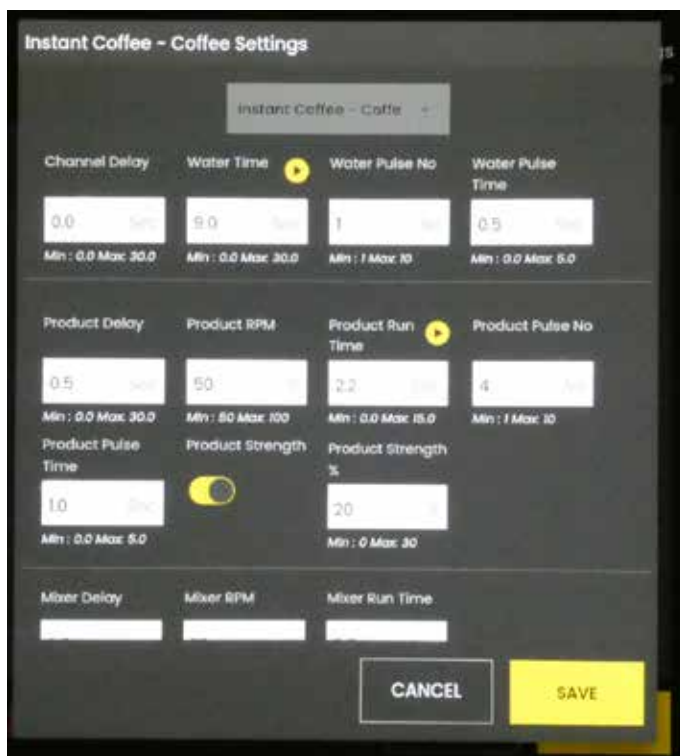 Instant Coffee - Coffee Settings
Instant Coffee - Coffe
Channel Delay Water Time Water Pulse No Water Pulse
Time
0.0 Sec 9.0 Sec 1 0.5
Min : 0.0 Max: 30.0 Min : 0.0 Max: 30.0 Min : 1 Max: 10 Min : 0.0 Max: 5.0
Product Delay Product RPM Product Run Product Pulse No
Time
0.5 Sec 50 2.2 4
Min : 0.0 Max: 30.0 Min : 50 Max: 100 Min : 0.0 Max: 15.0 Min : 1 Max: 10
Product Pulse Product Strength Product Strength
Time %
1.0 Sec 20
Min : 0.0 Max: 5.0 Min : 0 Max: 30
Mixer Delay Mixer RPM Mixer Run Time
CANCEL SAVE